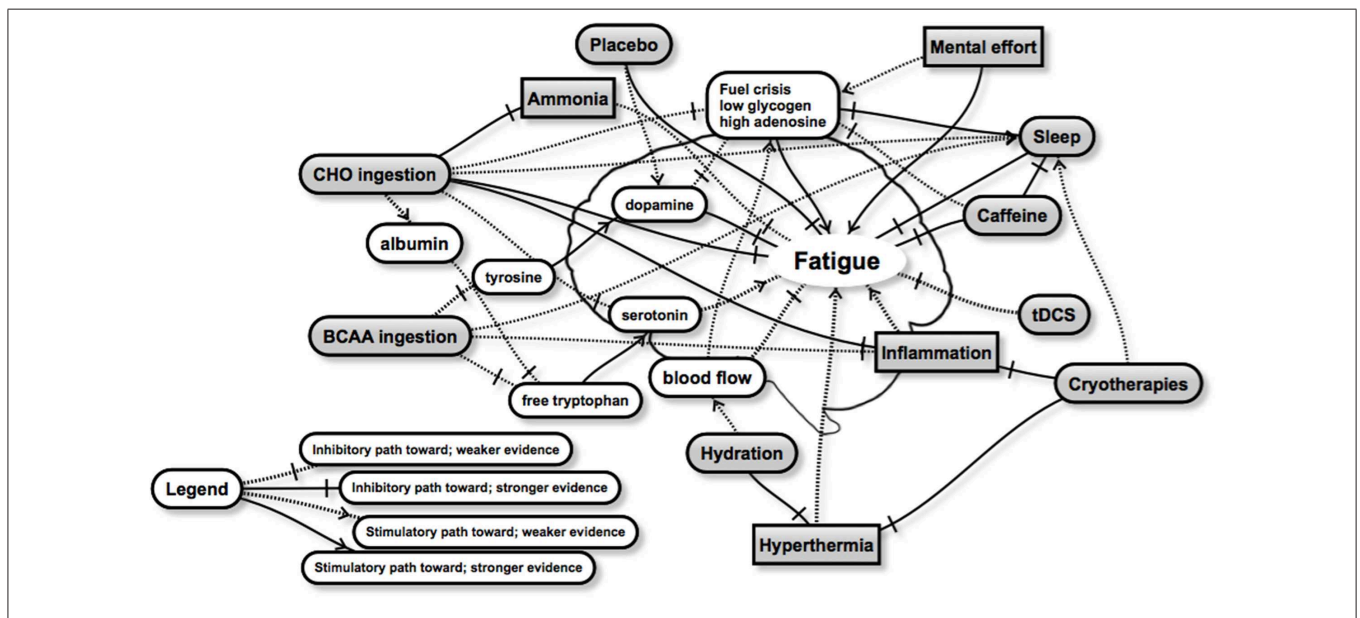 Placebo
Mental effort
Ammonia
Fuel crisis
low glycogen
high adenosine
Sleep
CHO ingestion
dopamine
Caffeine
albumin
Fatigue
tyrosine
serotonin
tDCS
BCAA ingestion
Inflammation
blood flow
Cryotherapies
free tryptophan
Hydration
Inhibitory path toward; weaker evidence
Legend
Inhibitory path toward; stronger evidence
Stimulatory path toward; weaker evidence
Hyperthermia
Stimulatory path toward; stronger evidence